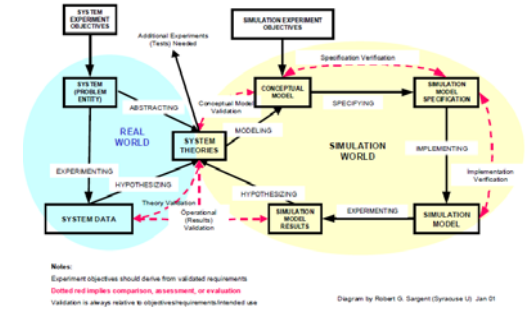 SYSTEM
EXPERIMENT
OBJECTIVES
Additional Experiments
(Tests) Needed
SIMULATION EXPERIMENT
OBJECTIVES
Specification Verification
SYSTEM
(PROBLEM
ENTITY)
ABSTRACTING
Conceptual Model
Validation
CONCEPTUAL
MODEL
SPECIFYING
SIMULATION
MODEL
SPECIFICATION
REAL
WORLD
SYSTEM
THEORIES
MODELING
SIMULATION
WORLD
IMPLEMENTING
Implementation
Verification
EXPERIMENTING
HYPOTHESIZING
HYPOTHESIZING
Theory Validation
SYSTEM DATA
Operational
(Results)
Validation
SIMULATION
MODEL
RESULTS
EXPERMENTING
SIMULATION
MODEL
Notes:
Experiment objectives should derive from validated requirements
Dotted red implies comparison, assessment, or evaluation
Validation is always relative to objectives/requirements/intended use
Diagram by Robert G. Sargent (Syracuse U) Jan 01